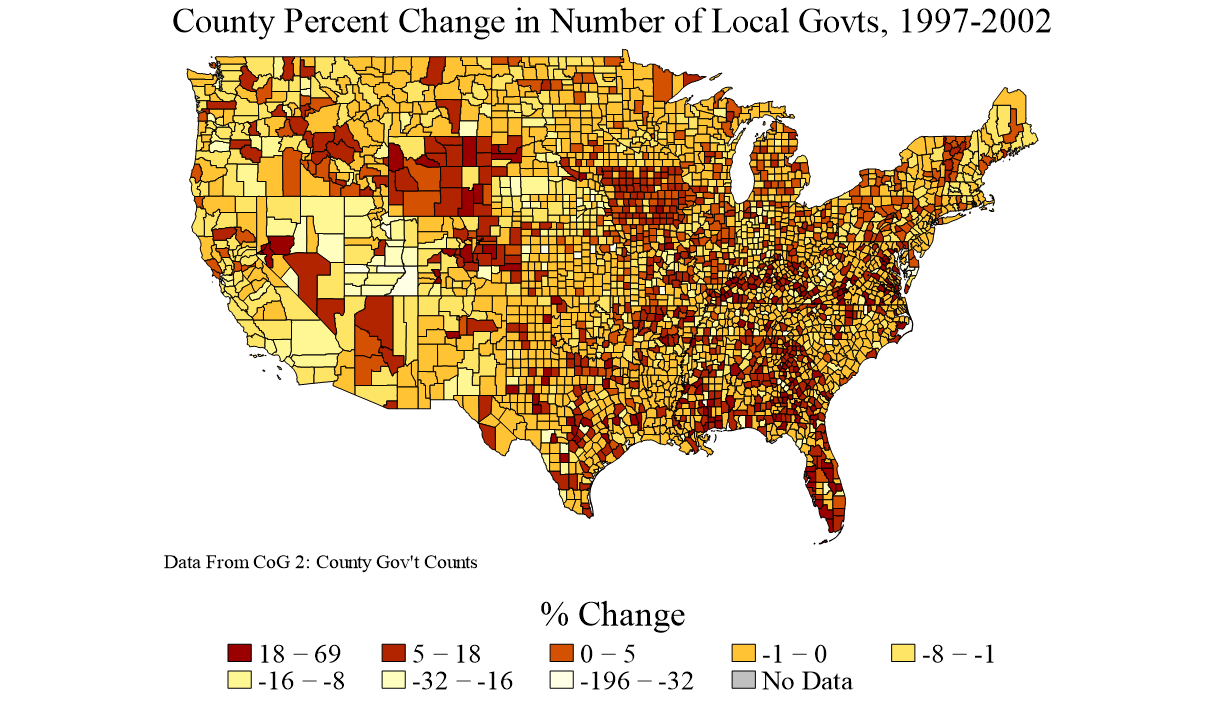 County Percent Change in Number of Local Govts, 1997-2002
Data From CoG 2: County Gov't Counts
% Change
18 – 69 5 – 18 0 – 5 -1 – 0 -8 – -1
-16 – -8 -32 – -16 -196 – -32 No Data